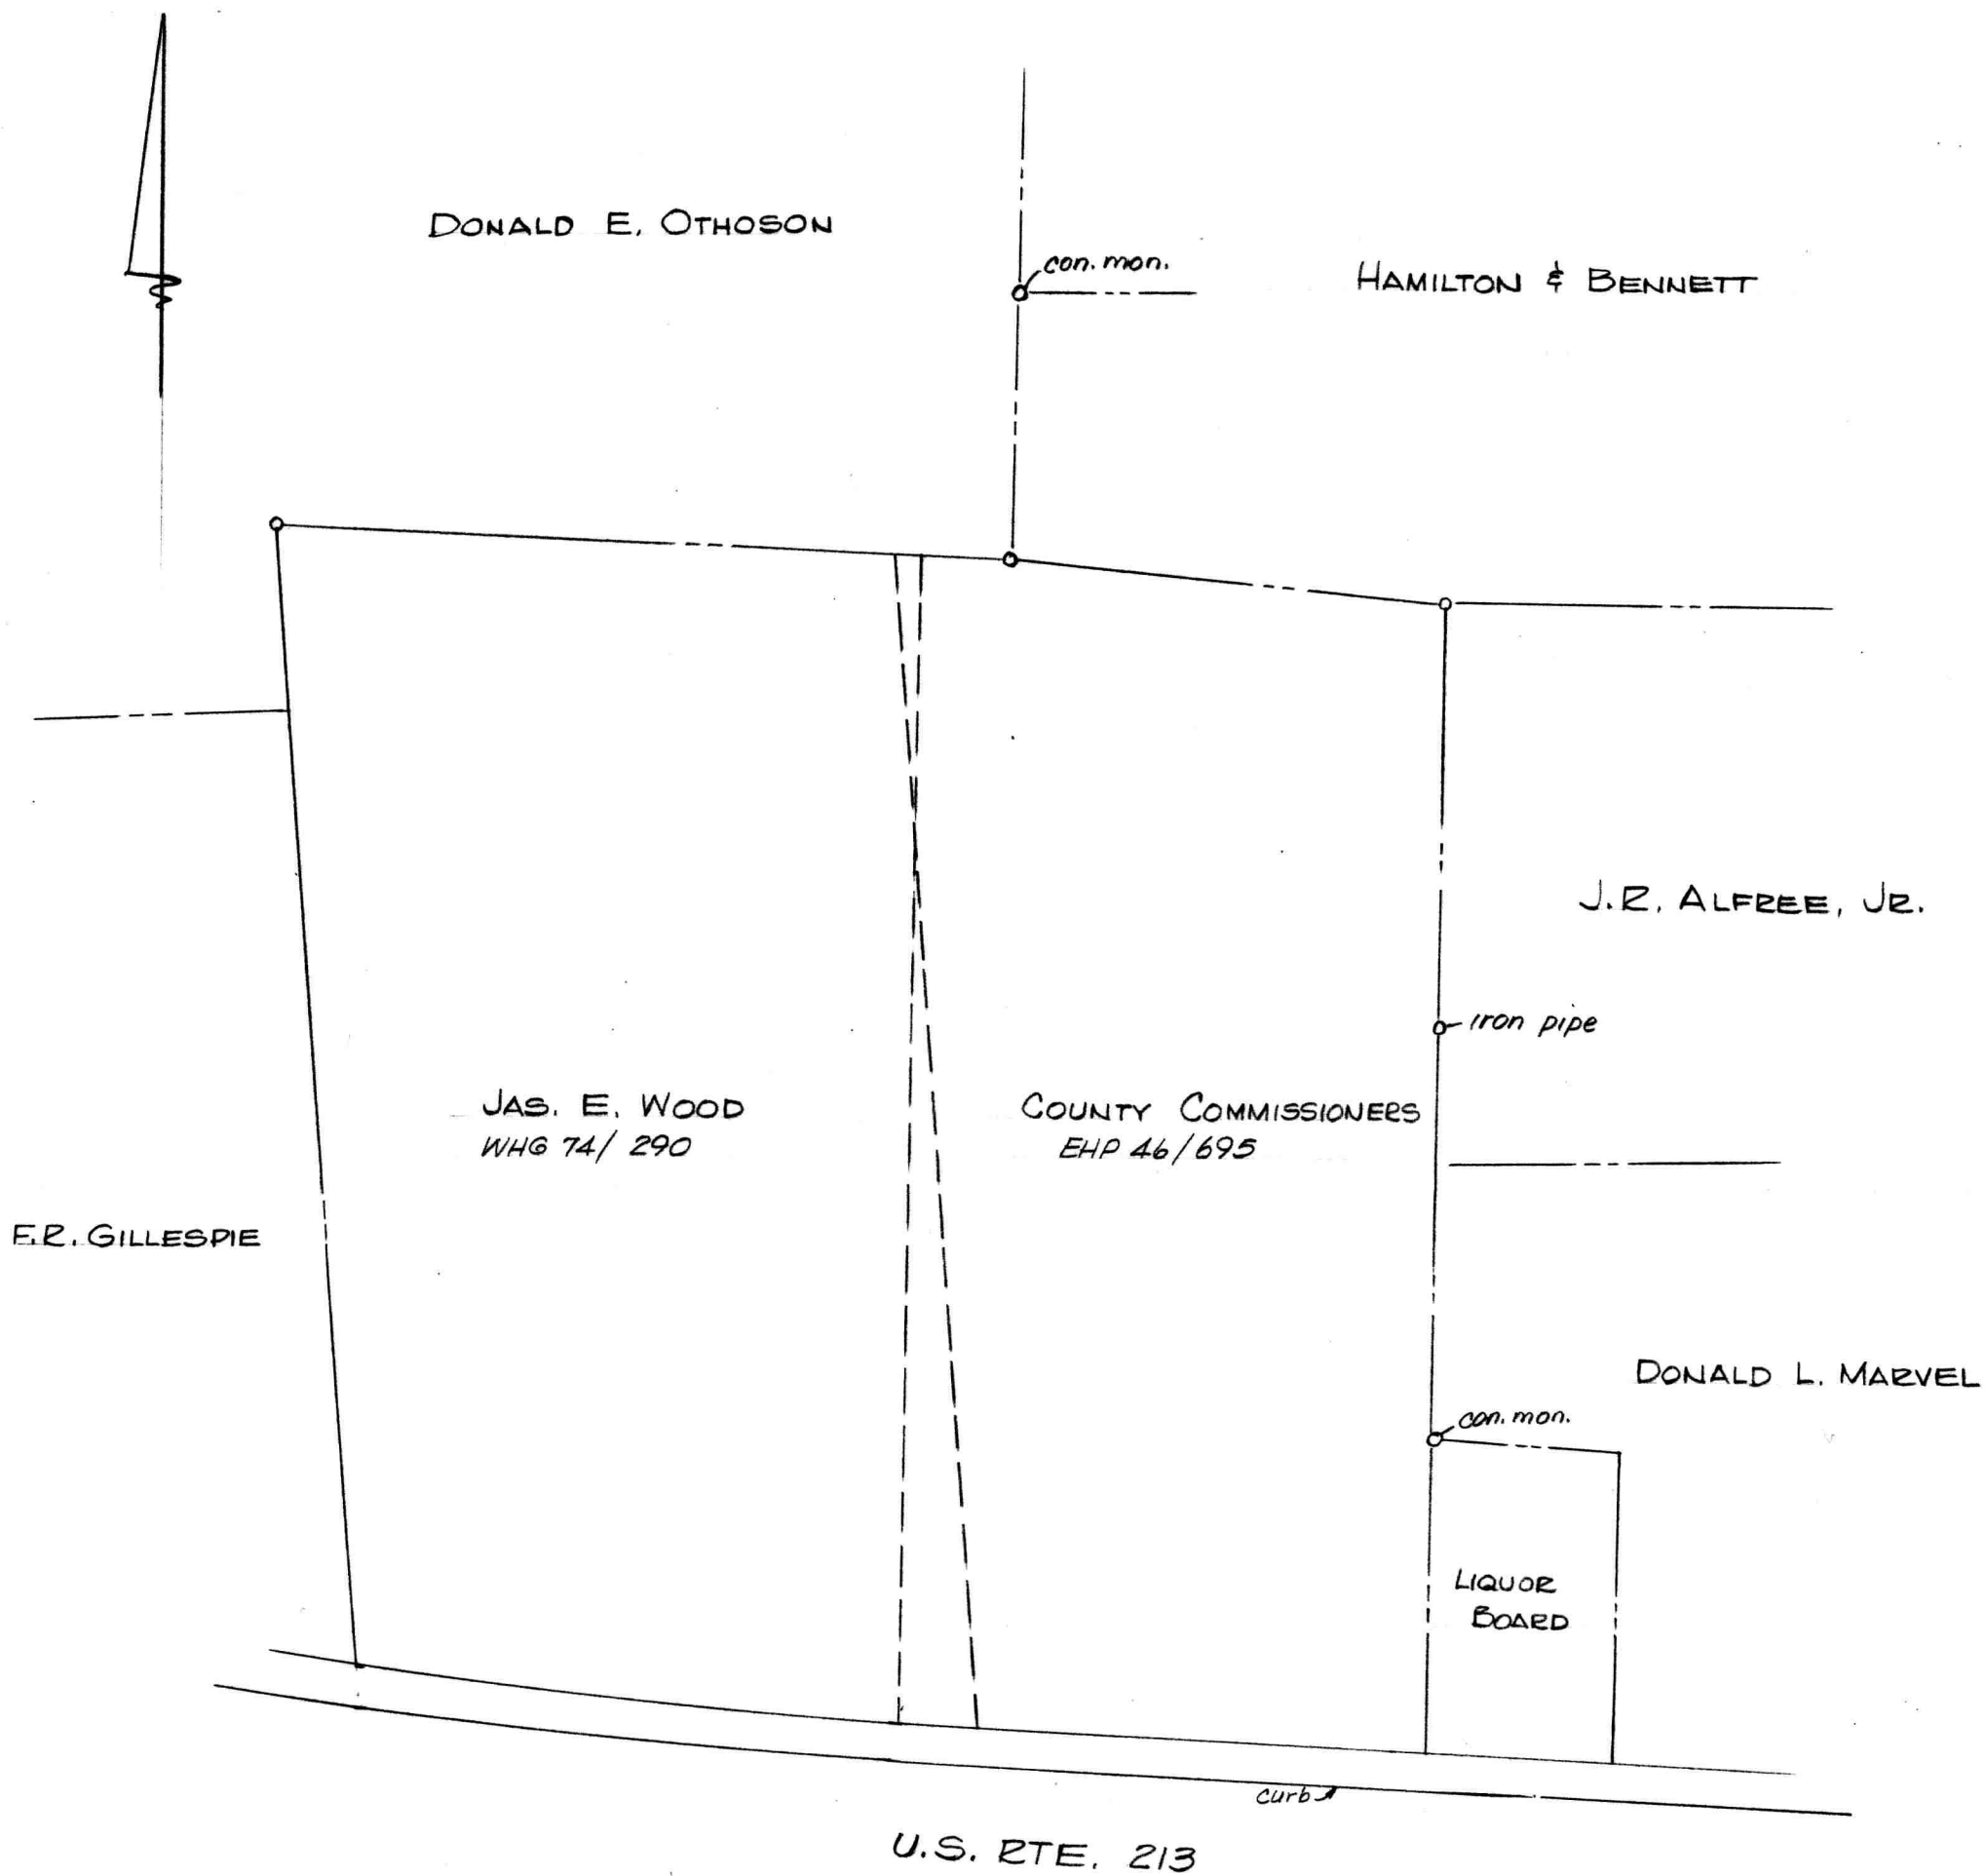 DONALD E. OTHOSON
con. mon.
HAMILTON & BENNETT
J.R. ALFREE, JR.
iron pipe
JAS. E. WOOD
WHG 74/ 290
COUNTY COMMISSIONERS
EHP 46/695
F.R. GILLESPIE
DONALD L. MARVEL
con. mon.
LIQUOR
BOARD
curb
U.S. RTE. 213